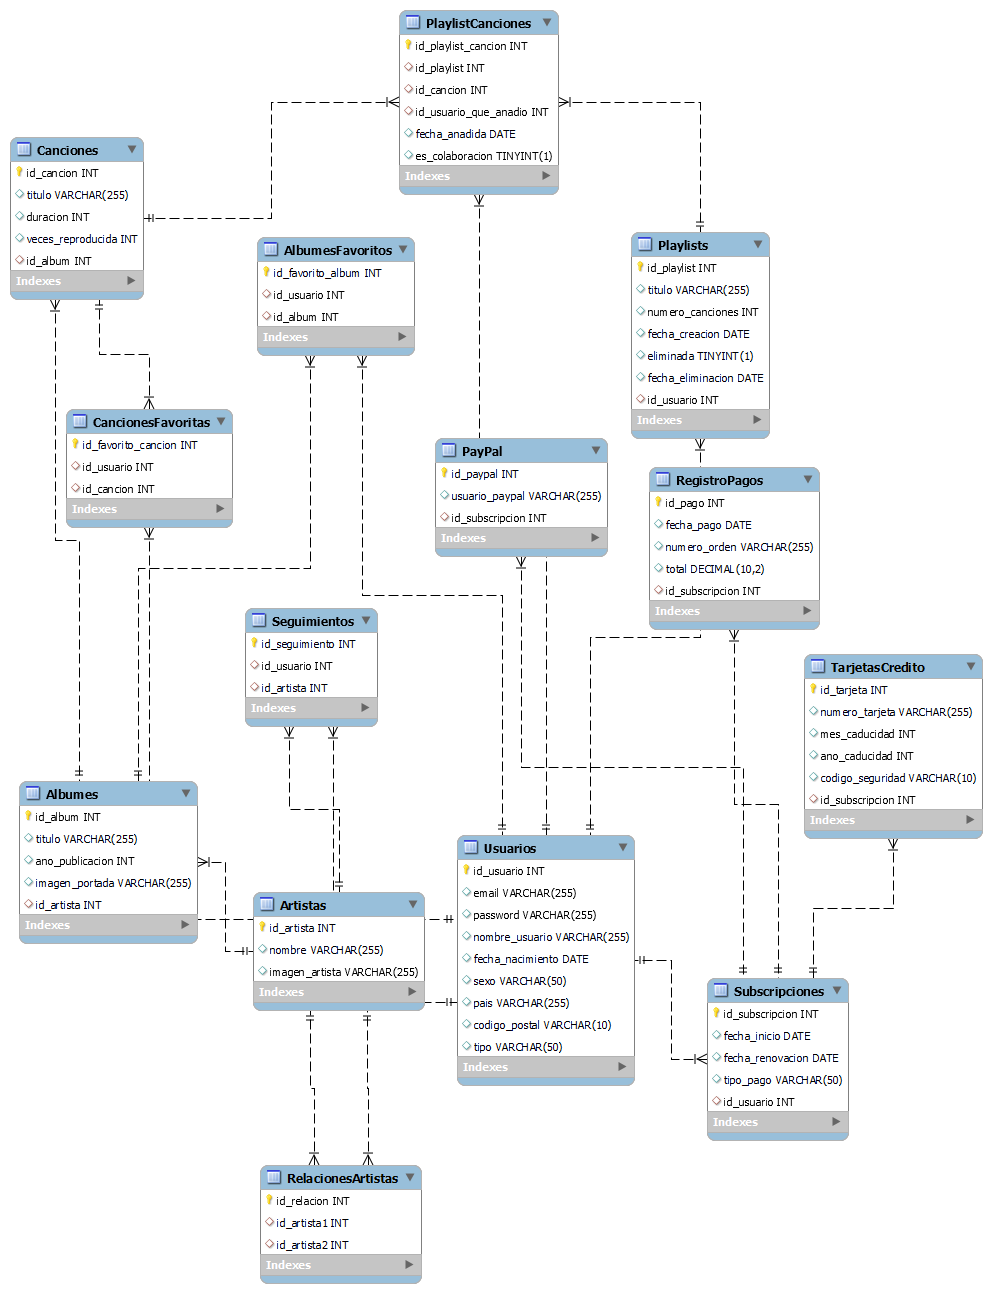 PlaylistCanciones
id_playlist_cancion INT
id_playlist INT
id_cancion INT
id_usuario_que_anadio INT
fecha_anadida DATE
es_colaboracion TINYINT(1)
Indexes
Canciones
id_cancion INT
titulo VARCHAR(255)
duracion INT
veces_reproducida INT
id_album INT
Indexes
AlbumesFavoritos
id_favorito_album INT
id_usuario INT
id_album INT
Indexes
Playlists
id_playlist INT
titulo VARCHAR(255)
numero_canciones INT
fecha_creacion DATE
eliminada TINYINT(1)
fecha_eliminacion DATE
id_usuario INT
Indexes
CancionesFavoritas
id_favorito_cancion INT
id_usuario INT
id_cancion INT
Indexes
PayPal
id_paypal INT
usuario_paypal VARCHAR(255)
id_subscripcion INT
Indexes
RegistroPagos
id_pago INT
fecha_pago DATE
numero_orden VARCHAR(255)
total DECIMAL(10,2)
id_subscripcion INT
Indexes
Seguimientos
id_seguimiento INT
id_usuario INT
id_artista INT
Indexes
TarjetasCredito
id_tarjeta INT
numero_tarjeta VARCHAR(255)
mes_caducidad INT
ano_caducidad INT
codigo_seguridad VARCHAR(10)
id_subscripcion INT
Indexes
Albumes
id_album INT
titulo VARCHAR(255)
ano_publicacion INT
imagen_portada VARCHAR(255)
id_artista INT
Indexes
Artistas
id_artista INT
nombre VARCHAR(255)
imagen_artista VARCHAR(255)
Indexes
Usuarios
id_usuario INT
email VARCHAR(255)
password VARCHAR(255)
nombre_usuario VARCHAR(255)
fecha_nacimiento DATE
sexo VARCHAR(50)
pais VARCHAR(255)
codigo_postal VARCHAR(10)
tipo VARCHAR(50)
Indexes
Subscripciones
id_subscripcion INT
fecha_inicio DATE
fecha_renovacion DATE
tipo_pago VARCHAR(50)
id_usuario INT
Indexes
RelacionesArtistas
id_relacion INT
id_artista1 INT
id_artista2 INT
Indexes